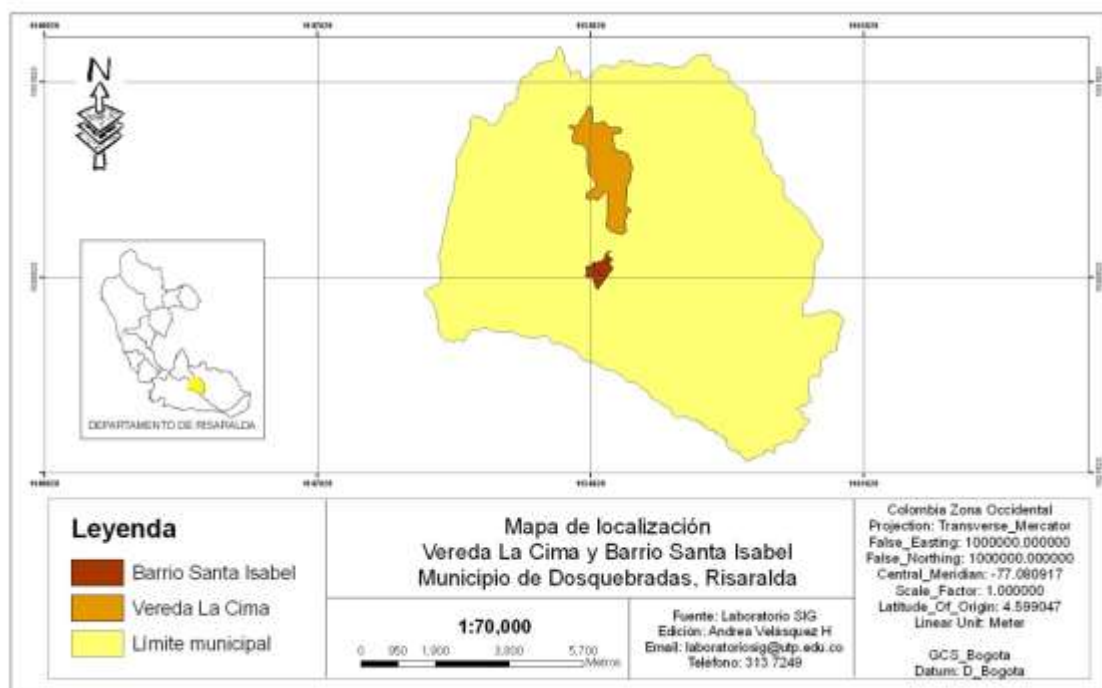 N
DEPARTAMENTO DE RISARALDA
Leyenda
Barrio Santa Isabel
Vereda La Cima
Límite municipal
Mapa de localización
Vereda La Cima y Barrio Santa Isabel
Municipio de Dosquebradas, Risaralda
1:70,000
0 950 1,900 3,800 5,700
Metros
Fuente: Laboratorio SIG
Edición: Andrea Velásquez H
Email: laboratoriosig@utp.edu.co
Teléfono: 313 7249
Colombia Zona Occidental
Projection: Transverse_Mercator
False_Easting: 1000000.000000
False_Northing: 1000000.000000
Central_Meridian: -77.080917
Scale_Factor: 1.000000
Latitude_Of_Origin: 4.599047
Linear Unit: Meter
GCS_Bogota
Datum: D_Bogota